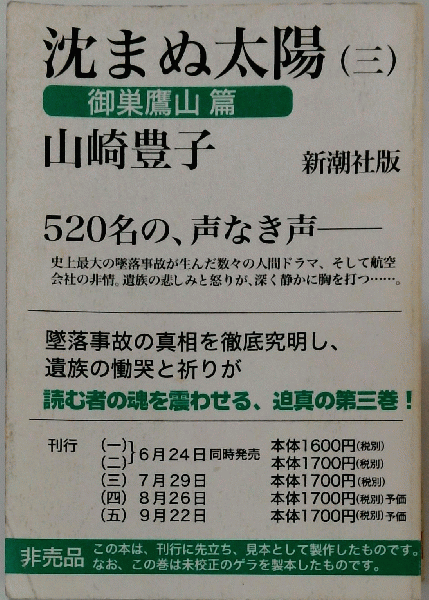 沈まぬ太陽(三)
御巣鷹山 篇
山崎豊子 新潮社版
520名の、声なき声――
史上最大の墜落事故が生んだ数々の人間ドラマ、そして航空
会社の非情。遺族の悲しみと怒りが、深く静かに胸を打つ……。
墜落事故の真相を徹底究明し、
遺族の慟哭と祈りが
読む者の魂を震わせる、迫真の第三巻!
刊行 (一)}6月24日同時発売 本体1600円(税別)
(二) 本体1700円(税別)
(三) 7月29日 本体1700円(税別)
(四) 8月26日 本体1700円(税別)予価
(五) 9月22日 本体1700円(税別)予価
非売品 この本は、刊行に先立ち、見本として製作したものです。
なお、この巻は未校正のゲラを製本したものです。